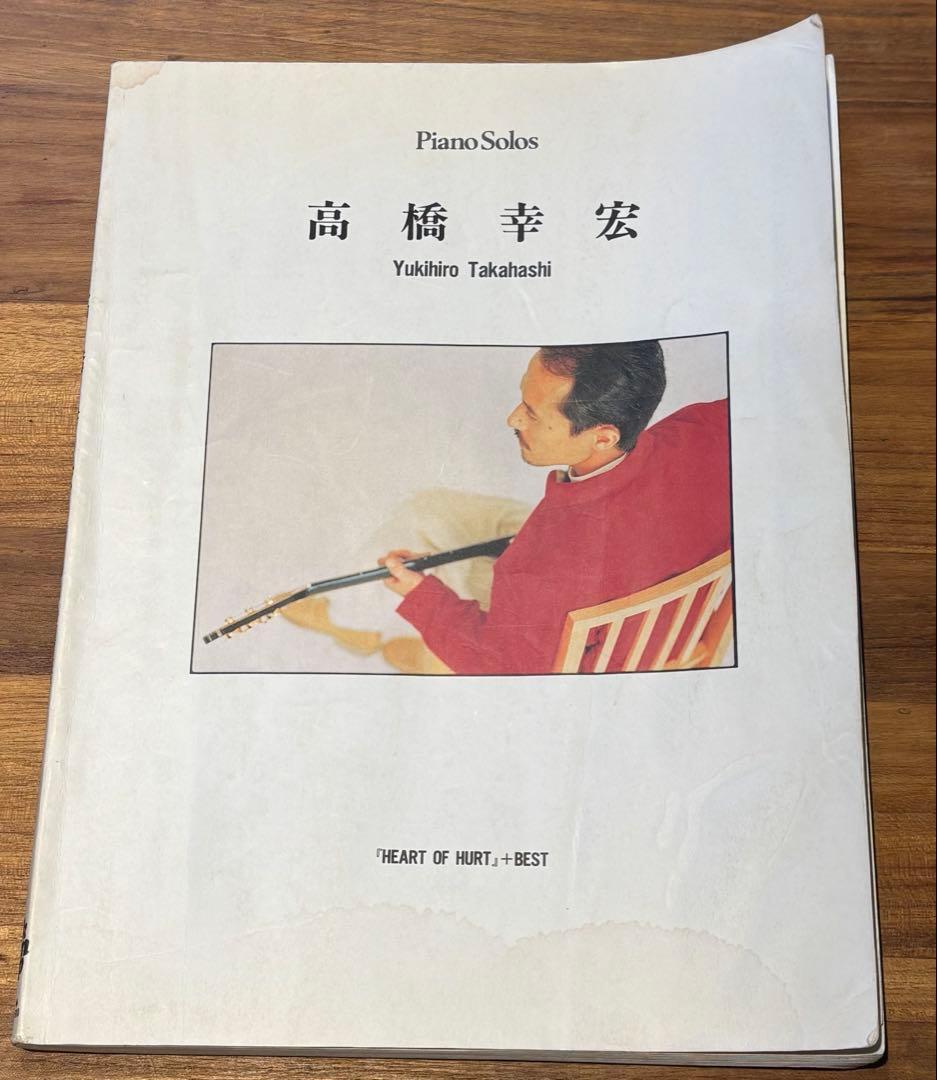 Piano Solos
高橋幸宏
Yukihiro Takahashi
『HEART OF HURT』+BEST